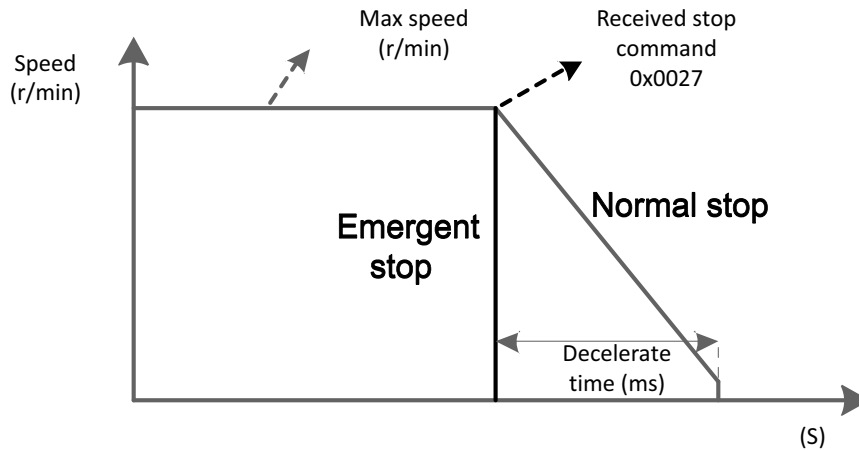 Max speed
(r/min)
Received stop
command
0x0027
Speed
(r/min)
Emergent
stop
Normal stop
Decelerate
time (ms)
(S)